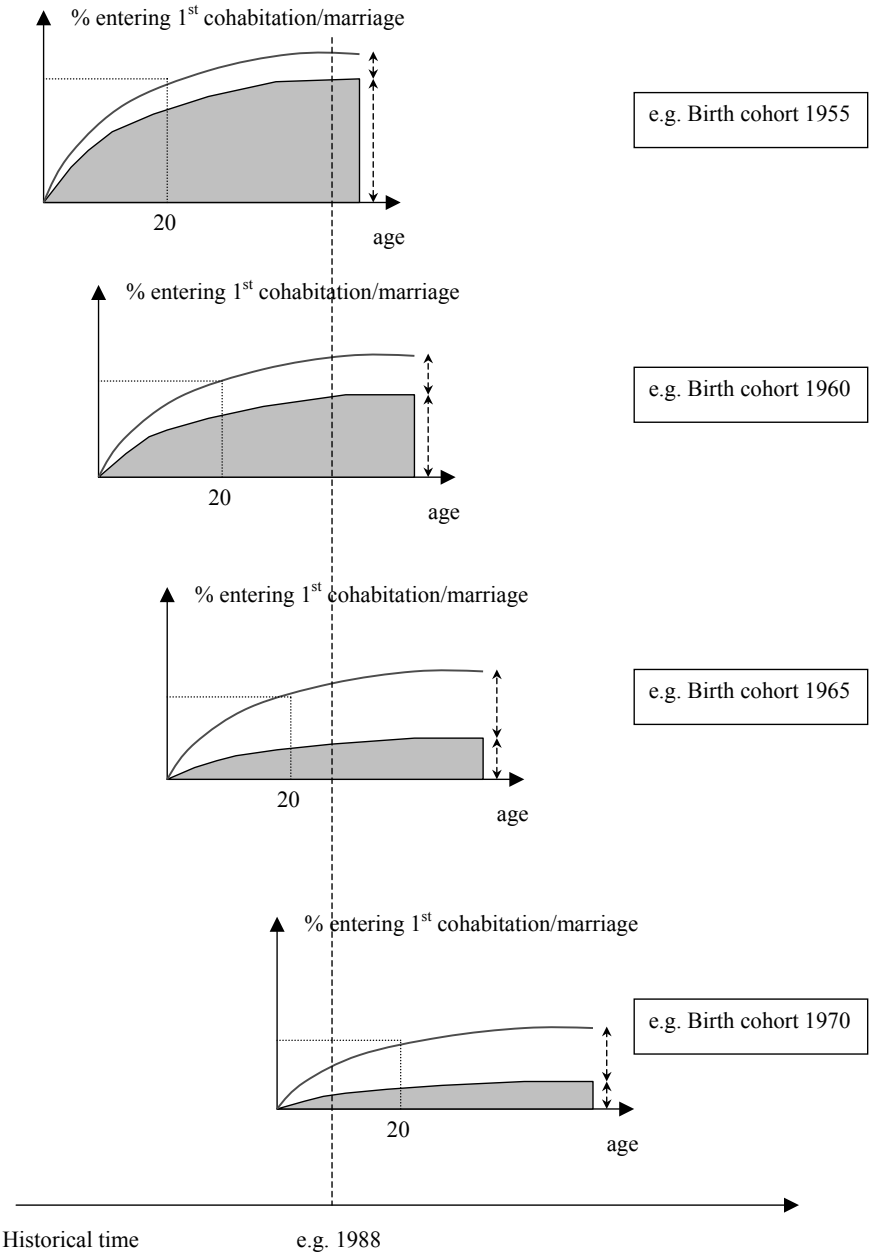 % entering 1st cohabitation/marriage
e.g. Birth cohort 1955
20
age
% entering 1st cohabitation/marriage
e.g. Birth cohort 1960
20
age
% entering 1st cohabitation/marriage
e.g. Birth cohort 1965
20
age
% entering 1st cohabitation/marriage
e.g. Birth cohort 1970
20
age
Historical time e.g. 1988